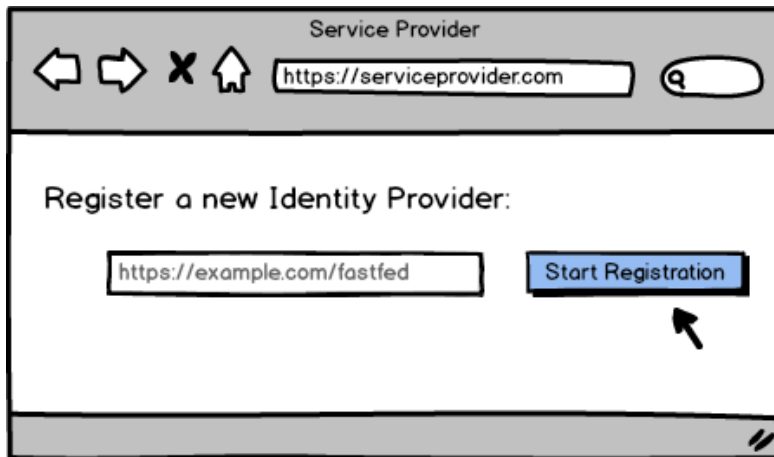 Service Provider
https://serviceprovider.com
Register a new Identity Provider:
https://example.com/fastfed
Start Registration